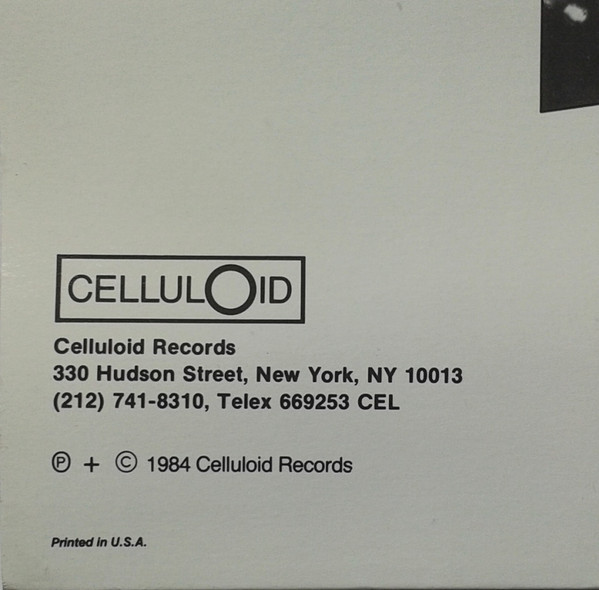 CELLULOID
Celluloid Records
330 Hudson Street, New York, NY 10013
(212) 741-8310, Telex 669253 CEL
℗ + © 1984 Celluloid Records
Printed in U.S.A.